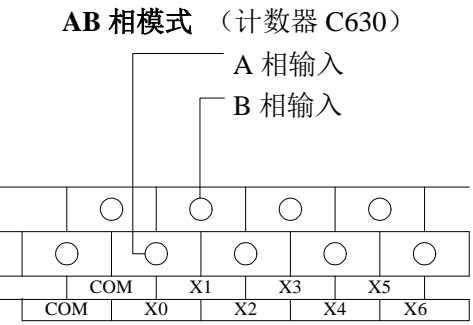 AB 相模式 （计数器 C630）
A 相输入
B 相输入
COM X1 X3 X5
COM X0 X2 X4 X6